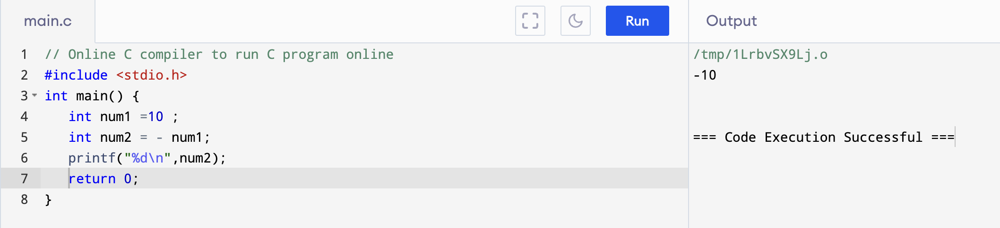 main.c
Run
Output
1 // Online C compiler to run C program online
2 #include <stdio.h>
3 int main() {
4    int num1 =10 ;
5    int num2 = - num1;
6    printf("%d\n",num2);
7    return 0;
8 }
/tmp/1LrbvSX9Lj.o
-10
=== Code Execution Successful ===